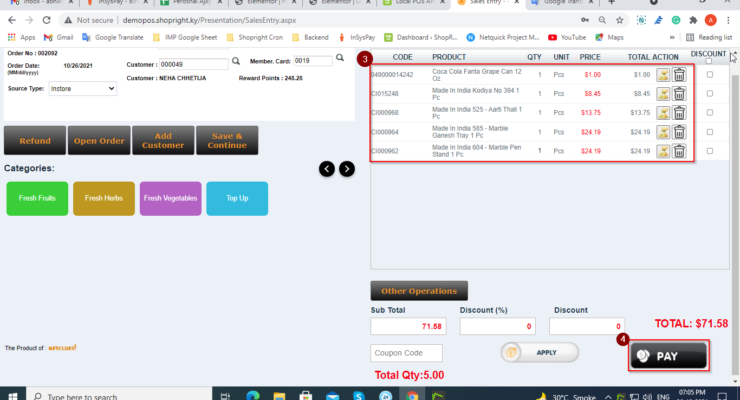 Inbox - abhin
InSysPay - E
Personal Ajay
Elementor | H
Elementor | L
Local POS AF
Sales Entry -
Google Transl
Not secure | demopos.shopright.ky/Presentation/SalesEntry.aspx
Apps Gmail Google Translate IMP Google Sheet Shopright Cron Backend InSysPay Dashboard ‹ ShopR... Netquick Project M... YouTube Maps Reading list
Order No : 002092
Order Date: 10/26/2021
(MM/dd/yyyy)
Source Type: Instore
Customer : 000049
Member. Card: 0019
Customer : NEHA CHHETIJA Reward Points : 248.28
Refund
Open Order
Add Customer
Save & Continue
Categories:
Fresh Fruits
Fresh Herbs
Fresh Vegetables
Top Up
The Product of :
3
CODE PRODUCT QTY UNIT PRICE TOTAL ACTION DISCOUNT
049000014242 Coca Cola Fanta Grape Can 12 Oz 1 Pcs $1.00 $1.00
CI015248 Made In India Kodiya No 394 1 Pc 1 Pcs $8.45 $8.45
CI000968 Made In India 525 - Aarti Thali 1 Pc 1 Pcs $13.75 $13.75
CI000964 Made In India 585 - Marble Ganesh Tray 1 Pc 1 Pcs $24.19 $24.19
CI000962 Made In India 604 - Marble Pen Stand 1 Pc 1 Pcs $24.19 $24.19
Other Operations
Sub Total Discount (%) Discount
71.58 0 0
TOTAL: $71.58
4
Coupon Code
APPLY
PAY
Total Qty:5.00
Type here to search
30°C Smoke
ENG
07:05 PM